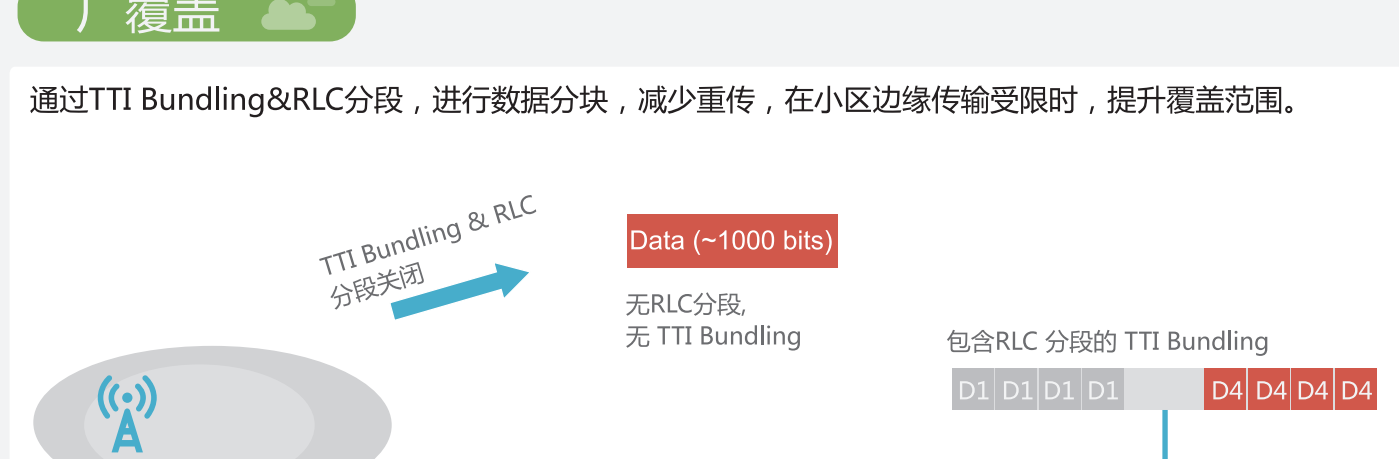 广覆盖
通过TTI Bundling&RLC分段，进行数据分块，减少重传，在小区边缘传输受限时，提升覆盖范围。
TTI Bundling & RLC
分段关闭
Data (~1000 bits)
无RLC分段,
无 TTI Bundling
包含RLC 分段的 TTI Bundling
D1 D1 D1 D1 D4 D4 D4 D4